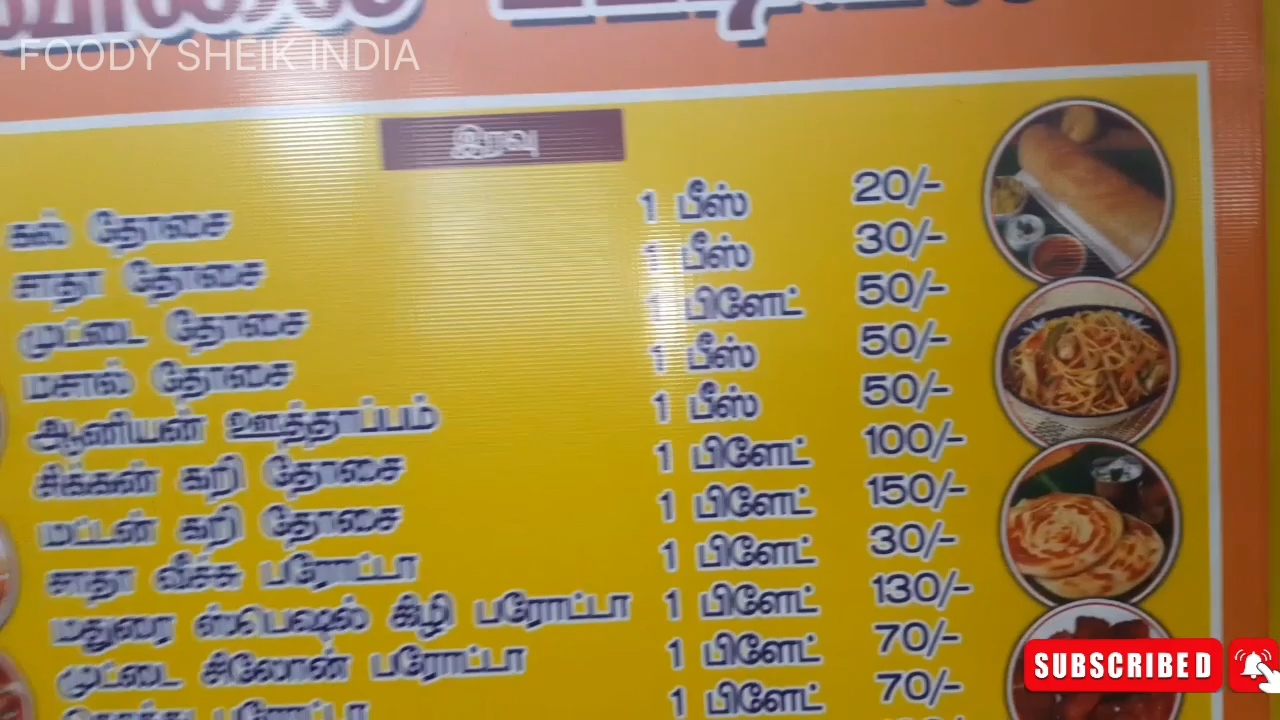 FOODY SHEIK INDIA
இரவு
கல் தோசை 1 பீஸ் 20/-
சாதா தோசை 1 பீஸ் 30/-
முட்டை தோசை 1 பிளேட் 50/-
மசால் தோசை 1 பீஸ் 50/-
ஆனியன் ஊத்தாப்பம் 1 பீஸ் 50/-
சிக்கன் கறி தோசை 1 பிளேட் 100/-
மட்டன் கறி தோசை 1 பிளேட் 150/-
சாதா வீச்சு பரோட்டா 1 பிளேட் 30/-
மதுரை ஸ்பெஷல் கிழி பரோட்டா 1 பிளேட் 130/-
முட்டை சிலோன் பரோட்டா 1 பிளேட் 70/-
பரோட்டா 1 பிளேட் 70/-
SUBSCRIBED